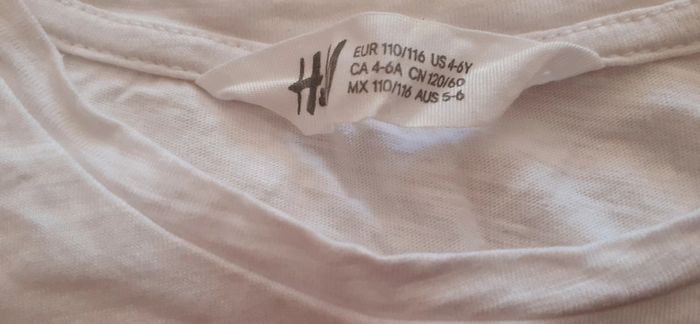 H&M
EUR 110/116 US 4-6Y
CA 4-6A CN 120/60
MX 110/116 AUS 5-6